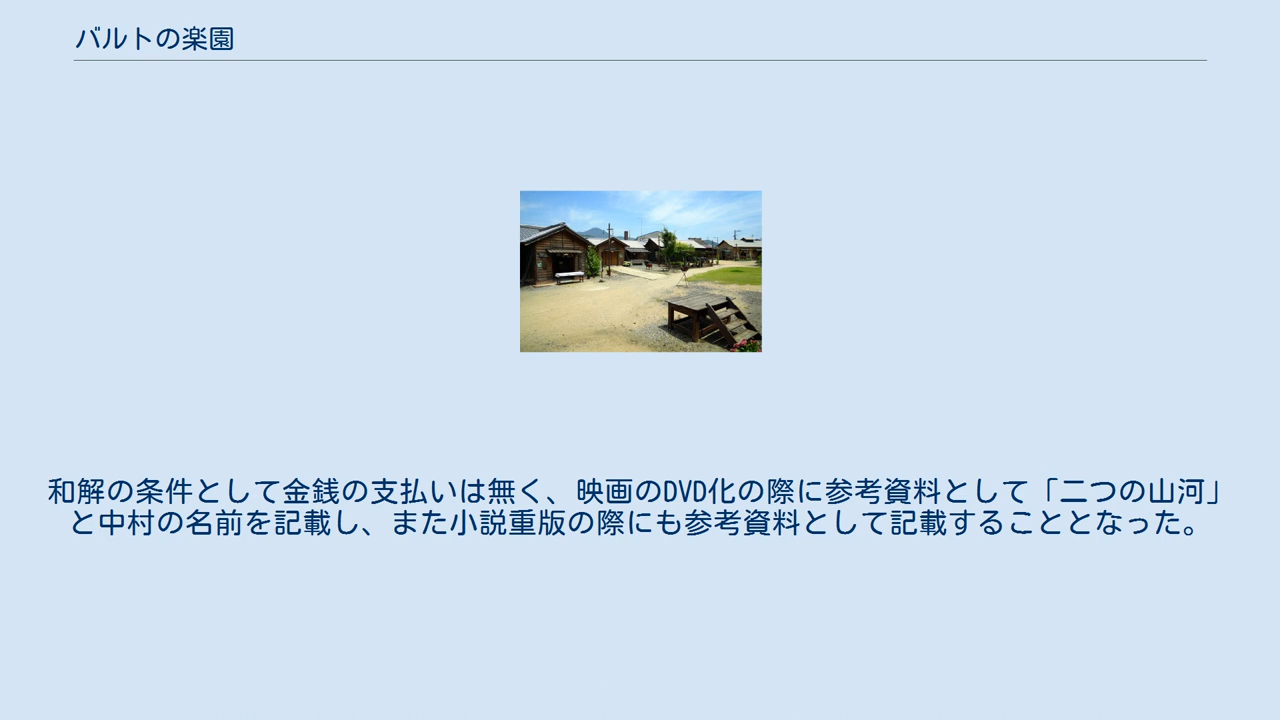 バルトの楽園
和解の条件として金銭の支払いは無く、映画のDVD化の際に参考資料として「二つの山河」
と中村の名前を記載し、また小説重版の際にも参考資料として記載することとなった。